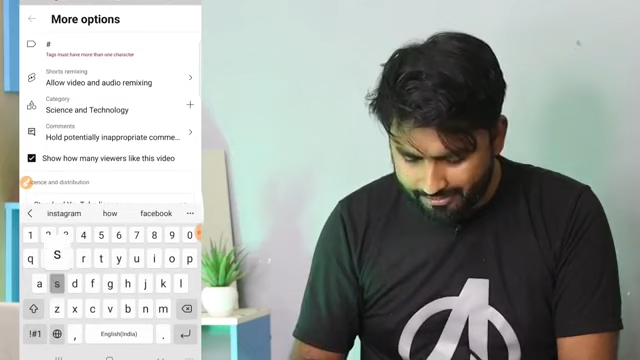 More options
#
Tags must have more than one character
Shorts remixing
Allow video and audio remixing
Category
Science and Technology
Comments
Hold potentially inappropriate comme...
Show how many viewers like this video
and distribution
instagram how facebook
1 2 3 4 5 6 7 8 9 0
q r t y u i o p
S
a s d f g h j k l
z x c v b n m
!#1 , English(India) .